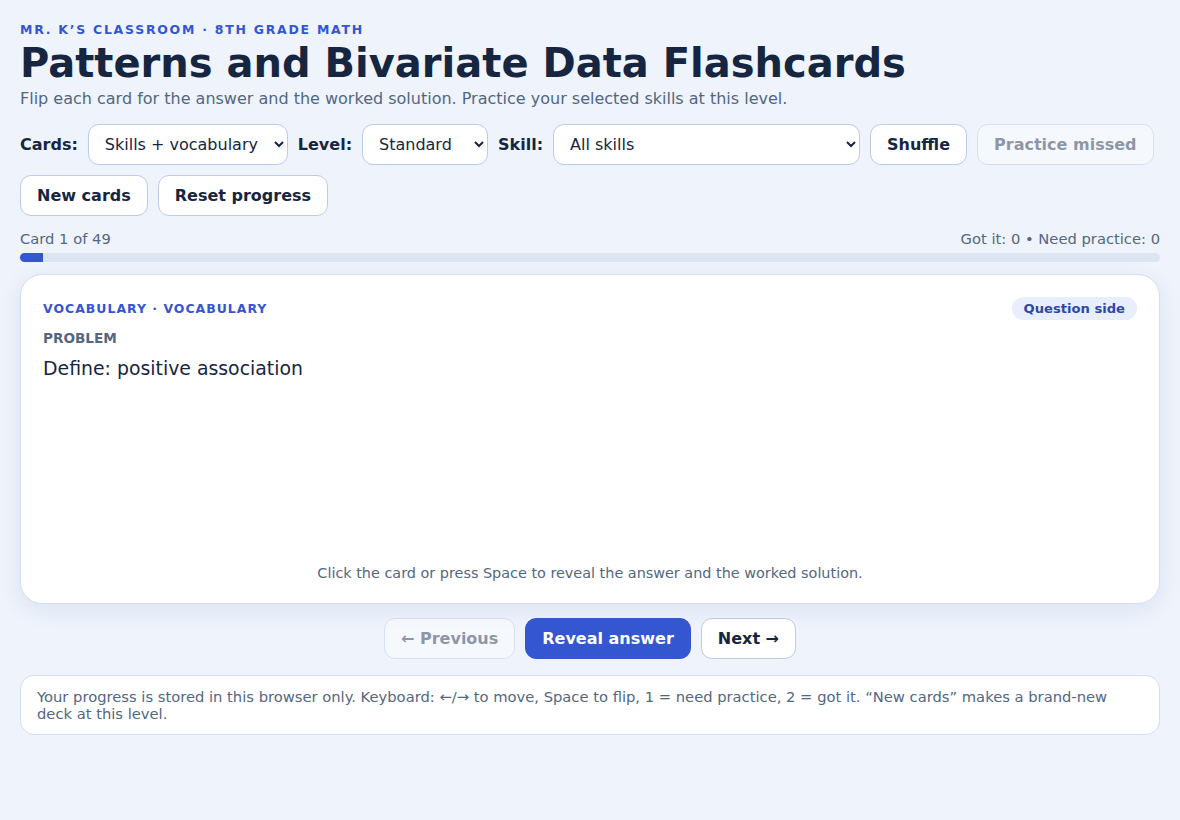 MR. K’S CLASSROOM · 8TH GRADE MATH
Patterns and Bivariate Data Flashcards
Flip each card for the answer and the worked solution. Practice your selected skills at this level.
Cards: Skills + vocabulary Level: Standard Skill: All skills Shuffle Practice missed
New cards Reset progress
Card 1 of 49 Got it: 0 • Need practice: 0
VOCABULARY · VOCABULARY Question side
PROBLEM
Define: positive association
Click the card or press Space to reveal the answer and the worked solution.
← Previous Reveal answer Next →
Your progress is stored in this browser only. Keyboard: ←/→ to move, Space to flip, 1 = need practice, 2 = got it. “New cards” makes a brand-new
deck at this level.